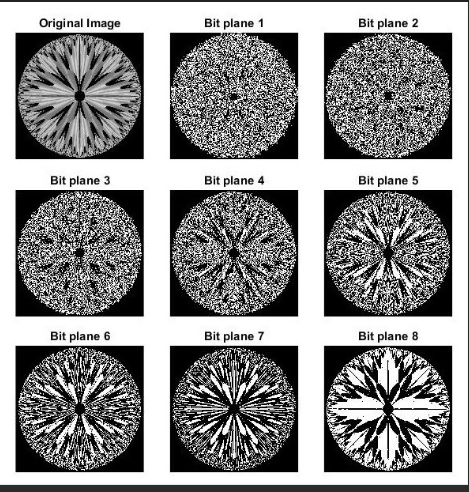 Original Image
Bit plane 1
Bit plane 2
Bit plane 3
Bit plane 4
Bit plane 5
Bit plane 6
Bit plane 7
Bit plane 8